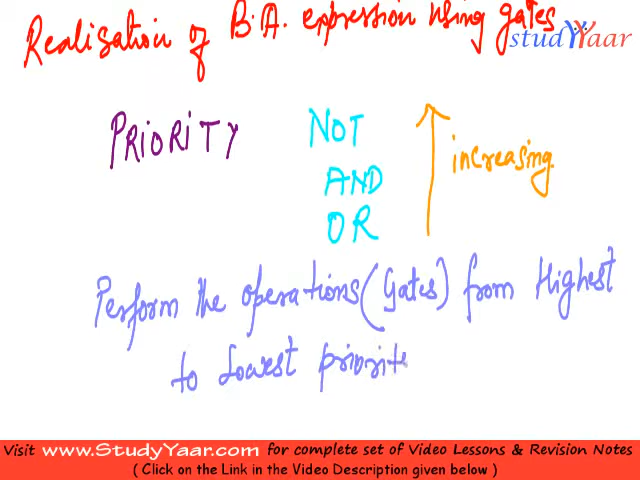 Realisation of B.A. expression using gates
studYYaar
PRIORITY NOT increasing
AND
OR
Perform the operations (Gates) from Highest
to Lowest priorite
Visit www.StudyYaar.com for complete set of Video Lessons & Revision Notes
( Click on the Link in the Video Description given below )